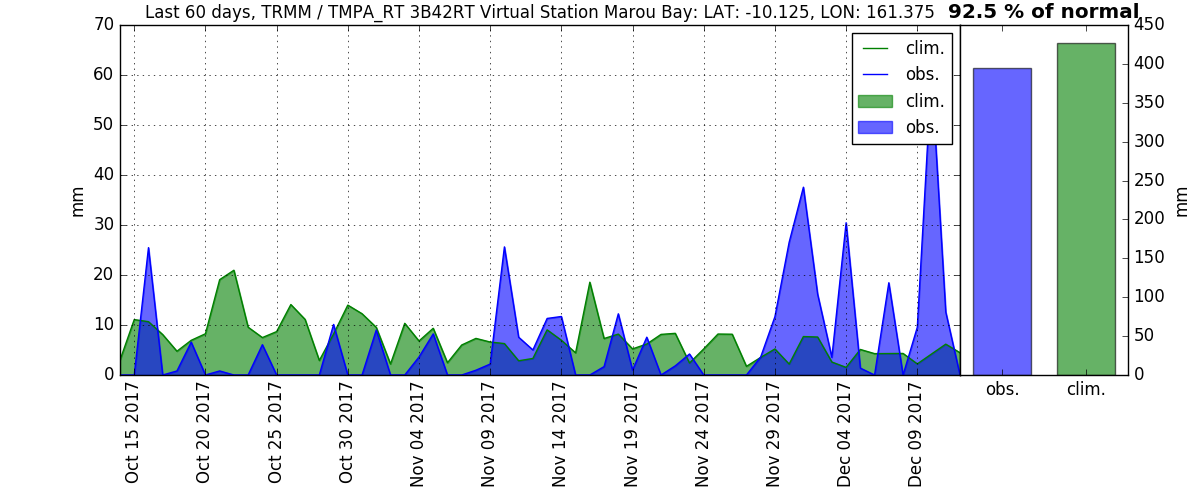 Last 60 days, TRMM / TMPA_RT 3B42RT Virtual Station Marou Bay: LAT: -10.125, LON: 161.375 92.5 % of normal
70
60
50
40
30
20
10
0
mm
clim.
obs.
clim.
obs.
450
400
350
300
250
200
150
100
50
0
mm
Oct 15 2017
Oct 20 2017
Oct 25 2017
Oct 30 2017
Nov 04 2017
Nov 09 2017
Nov 14 2017
Nov 19 2017
Nov 24 2017
Nov 29 2017
Dec 04 2017
Dec 09 2017
obs.
clim.